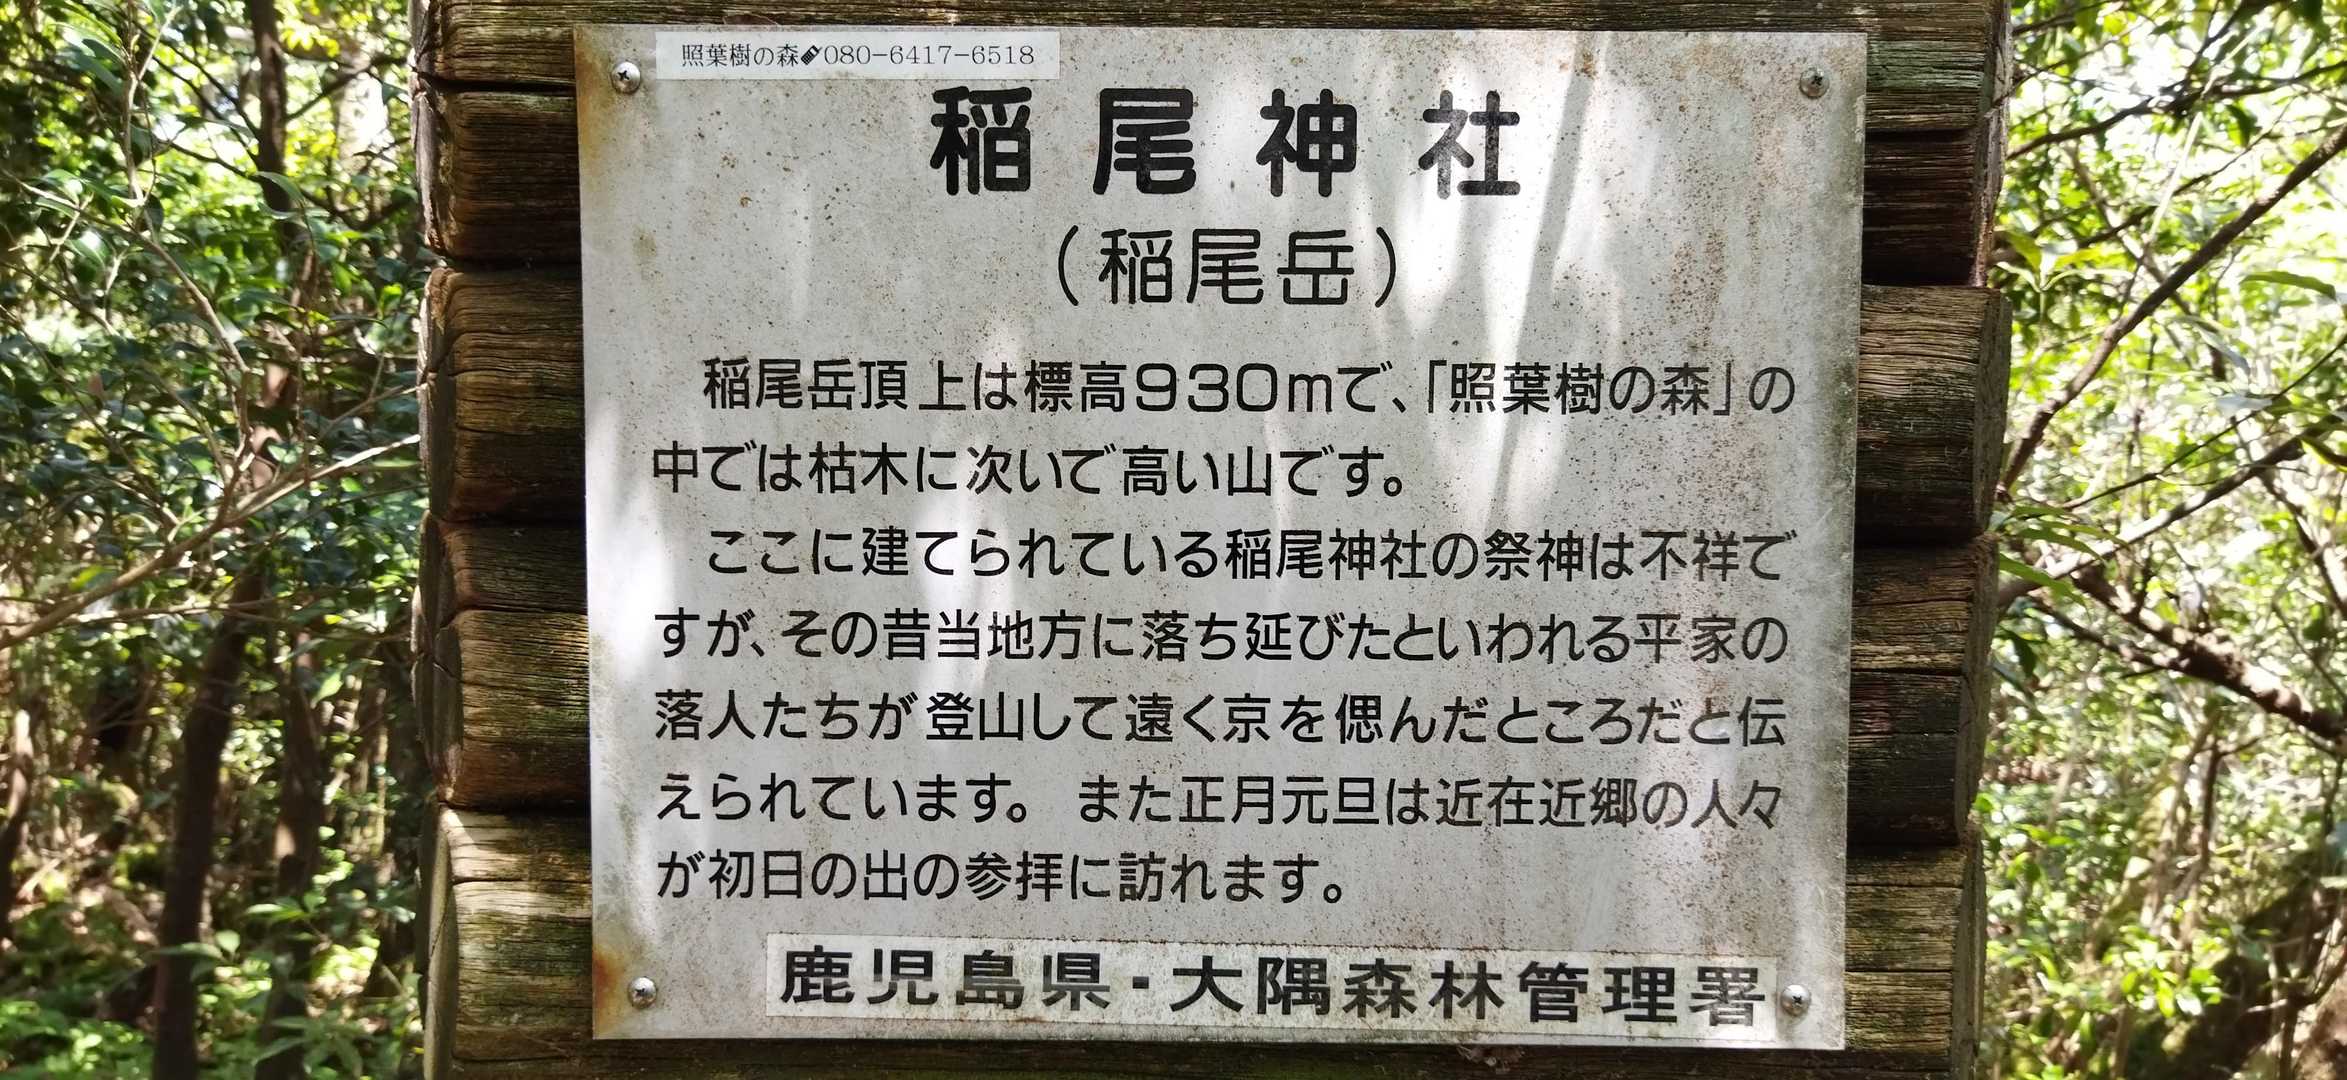 照葉樹の森080-6417-6518
稲尾神社
（稲尾岳）
稲尾岳頂上は標高930mで、「照葉樹の森」の
中では枯木に次いで高い山です。
ここに建てられている稲尾神社の祭神は不祥で
すが、その昔当地方に落ち延びたといわれる平家の
落人たちが登山して遠く京を偲んだところだと伝
えられています。 また正月元旦は近在近郷の人々
が初日の出の参拝に訪れます。
鹿児島県・大隅森林管理署